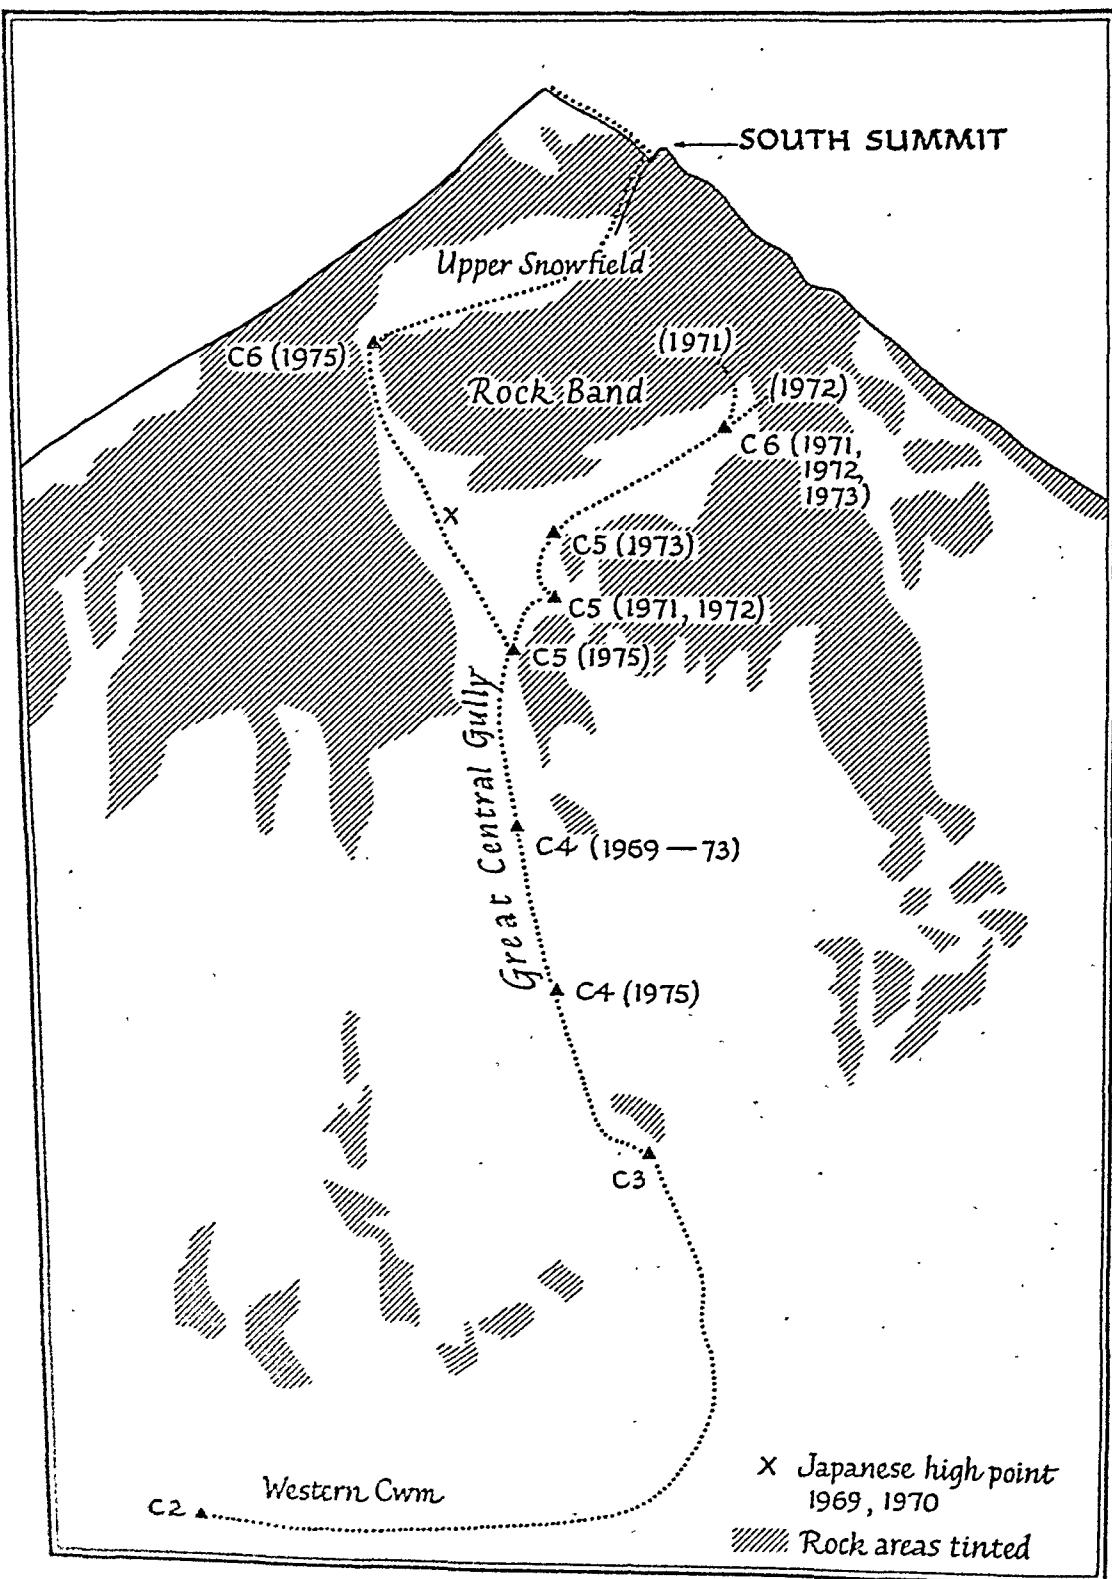 SOUTH SUMMIT
Upper Snowfield
C6 (1975)
(1971)
Rock Band
(1972)
C6 (1971,
1972,
1973)
X
C5 (1973)
C5 (1971, 1972)
C5 (1975)
Great Central Gully
C4 (1969—73)
C4 (1975)
C3
Western Cwm
C2
X Japanese high point
1969, 1970
Rock areas tinted